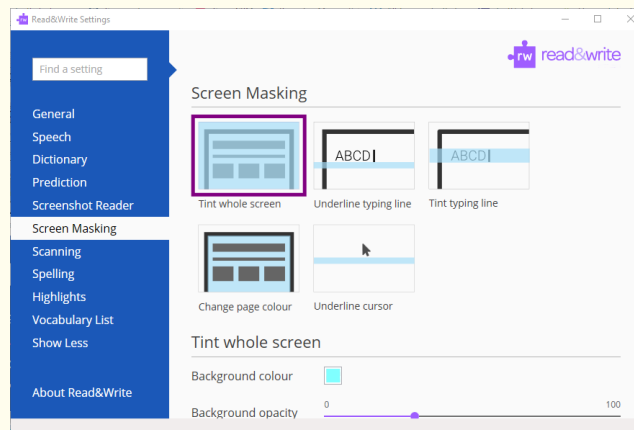 rw Read&Write Settings
rw read&write
Find a setting
General
Speech
Dictionary
Prediction
Screenshot Reader
Screen Masking
Scanning
Spelling
Highlights
Vocabulary List
Show Less
About Read&Write
Screen Masking
ABCD
ABCD
Tint whole screen Underline typing line Tint typing line
Change page colour Underline cursor
Tint whole screen
Background colour
0 100
Background opacity